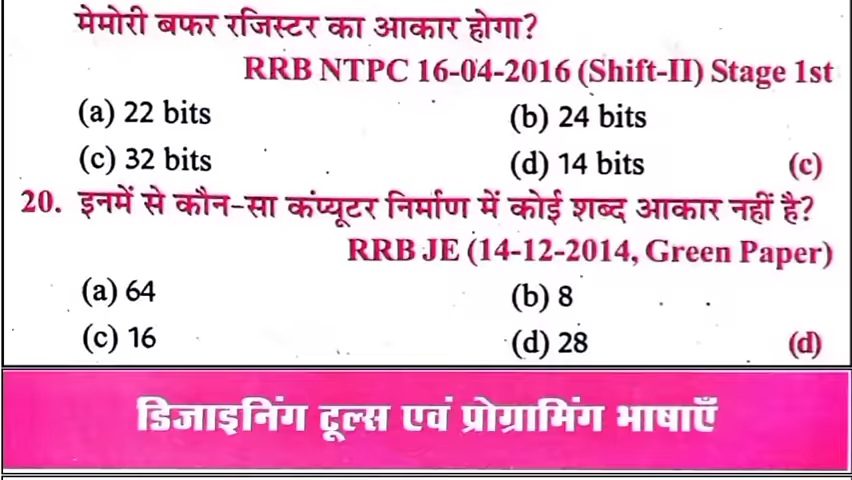 मेमोरी बफर रजिस्टर का आकार होगा?
RRB NTPC 16-04-2016 (Shift-II) Stage 1st
(a) 22 bits (b) 24 bits
(c) 32 bits (d) 14 bits (c)
20. इनमें से कौन-सा कंप्यूटर निर्माण में कोई शब्द आकार नहीं है?
RRB JE (14-12-2014, Green Paper)
(a) 64 (b) 8
(c) 16 (d) 28 (d)
डिजाइनिंग टूल्स एवं प्रोग्रामिंग भाषाएँ